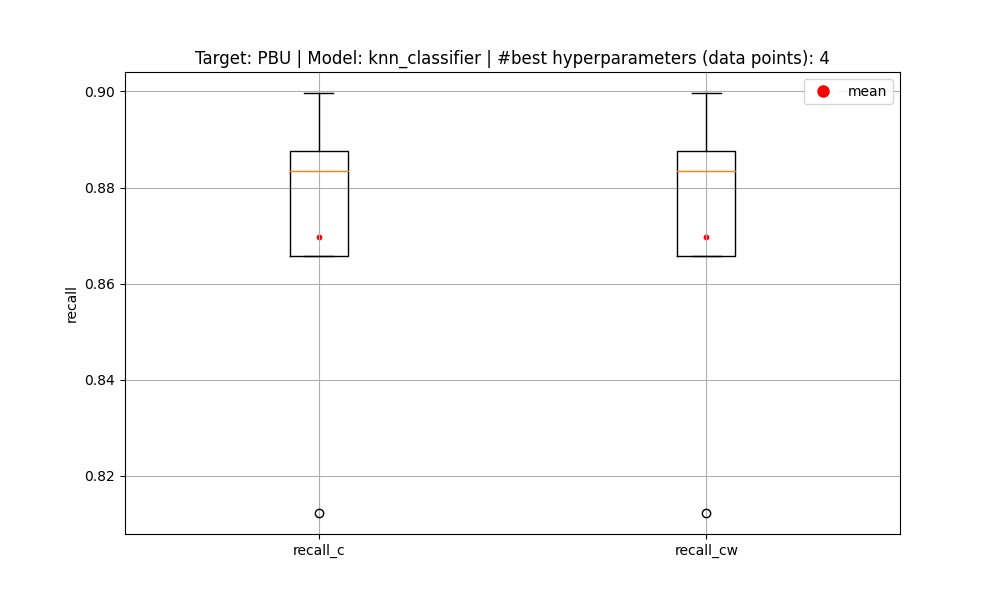 Target: PBU | Model: knn_classifier | #best hyperparameters (data points): 4
mean
0.90
0.88
0.86
0.84
0.82
recall
recall_c
recall_cw